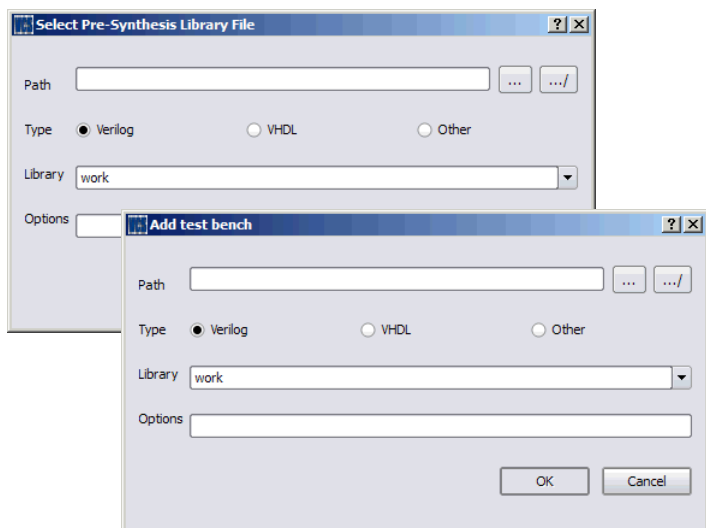 Select Pre-Synthesis Library File ? X
Path ... .../
Type Verilog VHDL Other
Library work
Options
Add test bench ? X
Path ... .../
Type Verilog VHDL Other
Library work
Options
OK Cancel